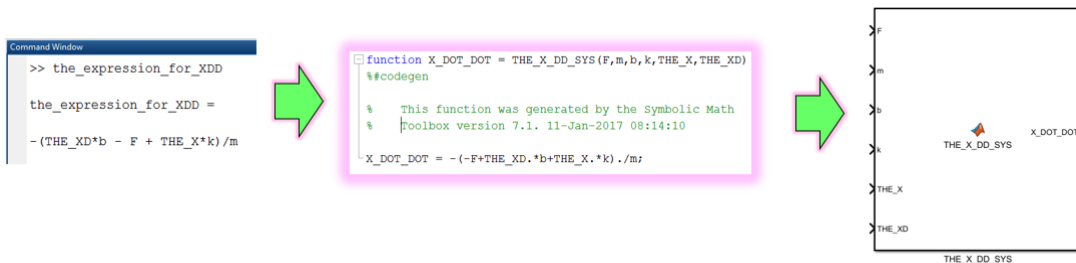 Command Window
>> the_expression_for_XDD
the_expression_for_XDD =
-(THE_XD*b - F + THE_X*k)/m
function X_DOT_DOT = THE_X_DD_SYS(F,m,b,k,THE_X,THE_XD)
%#codegen
%    This function was generated by the Symbolic Math
%    Toolbox version 7.1. 11-Jan-2017 08:14:10
X_DOT_DOT = -(-F+THE_XD.*b+THE_X.*k)./m;
F
m
b
k
THE_X
THE_XD
THE_X_DD_SYS
X_DOT_DOT
THE_X_DD_SYS